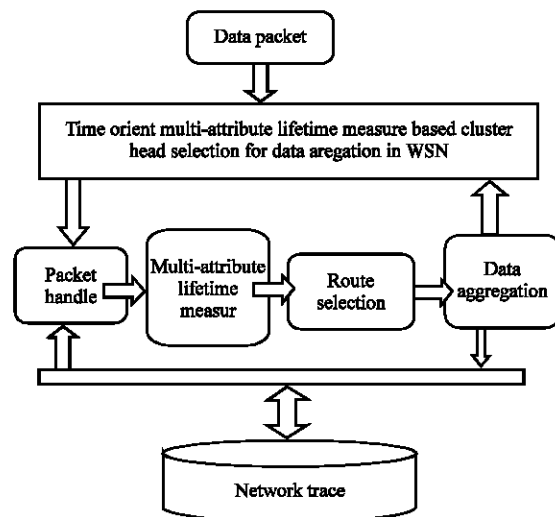 Data packet
Time orient multi-attribute lifetime measure based cluster
head selection for data aregation in WSN
Packet
handle
Multi-attribute
lifetime
measur
Route
selection
Data
aggregation
Network trace